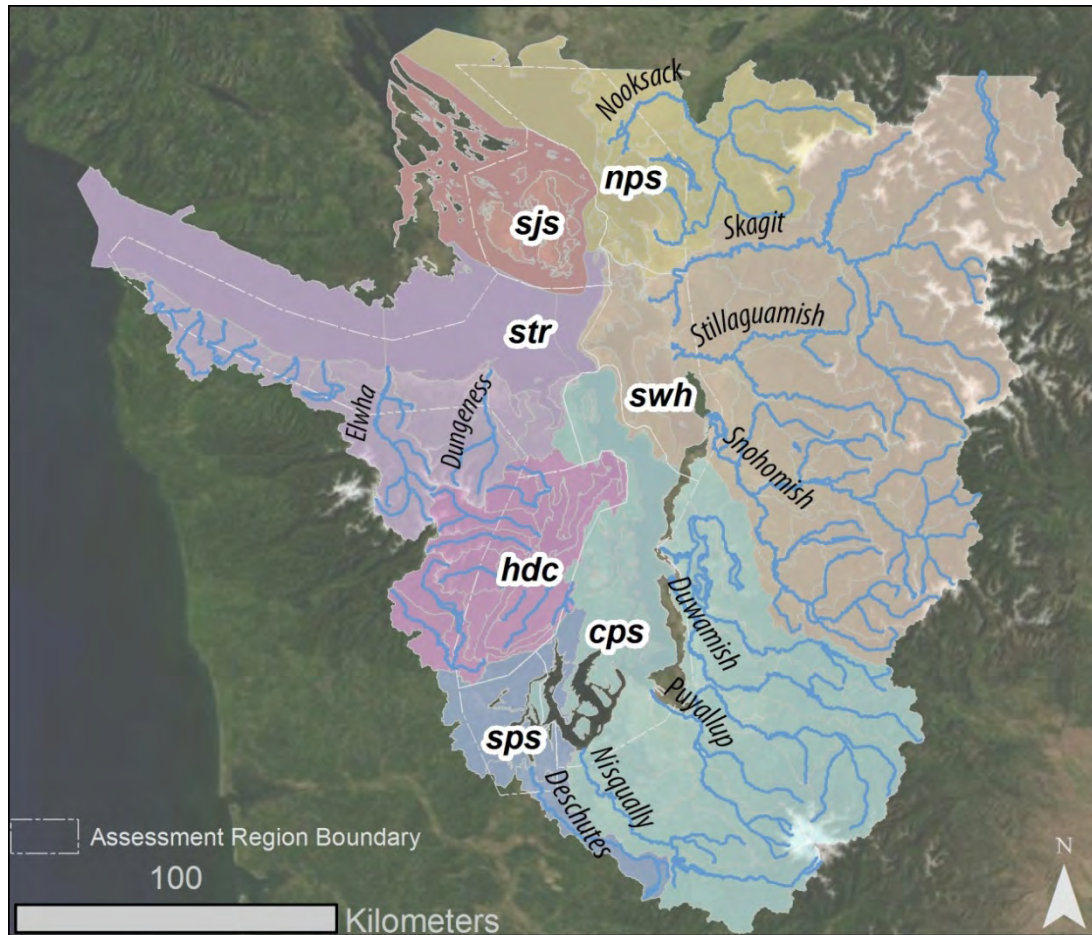 Nooksack
nps
sjs
Skagit
str
Stillaguamish
swh
Elwha
Dungeness
Snohomish
hdc
cps
Duwamish
Puyallup
sps
Nisqually
Deschutes
Assessment Region Boundary
100
Kilometers
N